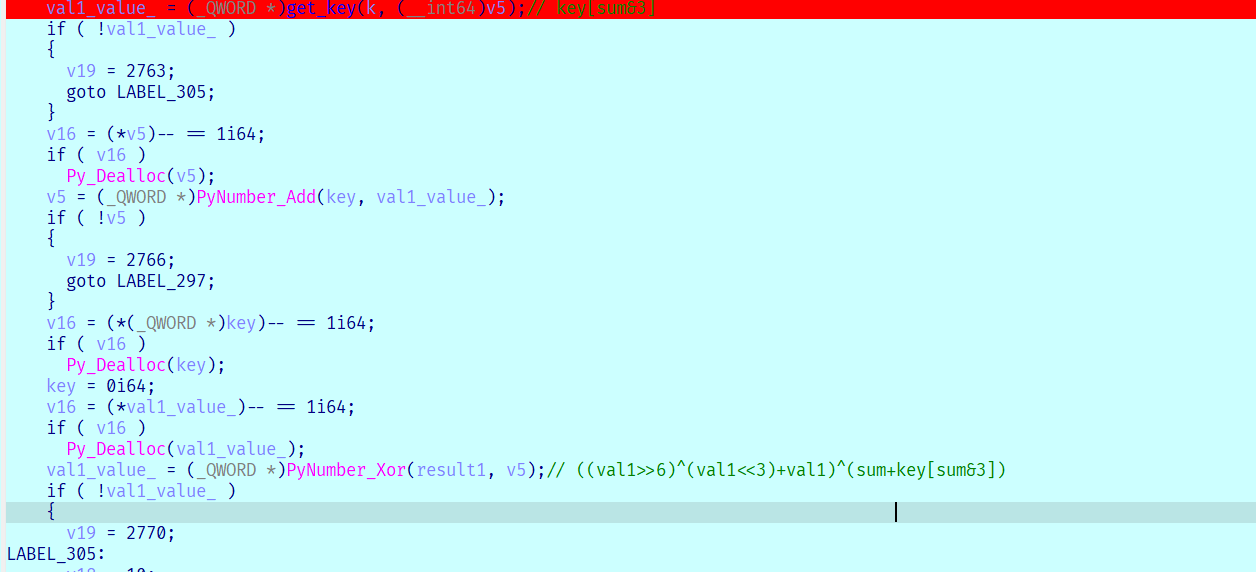 val1_value_ = (_QWORD *)get_key(k, (__int64)v5);// key[sum&3]
if ( !val1_value_ )
{
v19 = 2763;
goto LABEL_305;
}
v16 = (*v5)-- == 1i64;
if ( v16 )
Py_Dealloc(v5);
v5 = (_QWORD *)PyNumber_Add(key, val1_value_);
if ( !v5 )
{
v19 = 2766;
goto LABEL_297;
}
v16 = (*(_QWORD *)key)-- == 1i64;
if ( v16 )
Py_Dealloc(key);
key = 0i64;
v16 = (*val1_value_)-- == 1i64;
if ( v16 )
Py_Dealloc(val1_value_);
val1_value_ = (_QWORD *)PyNumber_Xor(result1, v5);// ((val1>>6)^(val1<<3)+val1)^(sum+key[sum&3])
if ( !val1_value_ )
{
v19 = 2770;
LABEL_305: